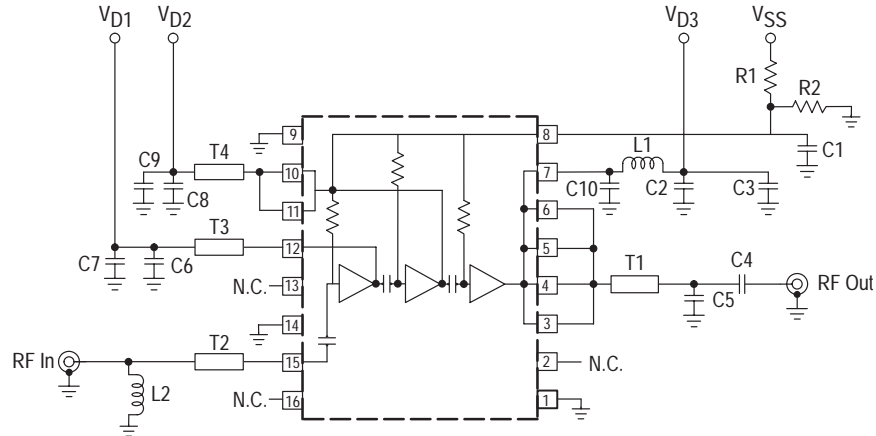 VD1 VD2 VD3 VSS
R1
R2
9 8
C9 T4 L1 C1
10 7
C8 C10 C2 C3
11 6
T3
12 5
C7 C6 T1 C4
N.C. 13 4 RF Out
C5
14 3
T2
RF In 15 2 N.C.
L2
N.C. 16 1